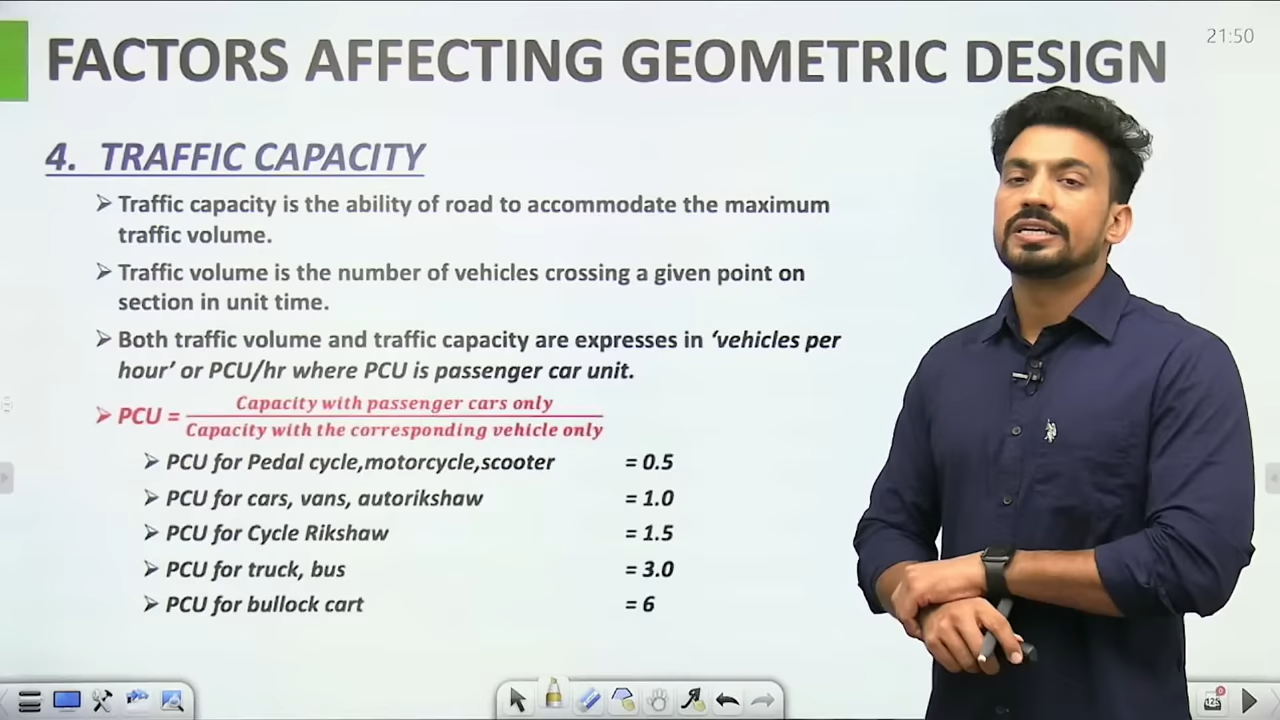 FACTORS AFFECTING GEOMETRIC DESIGN
21:50
4. TRAFFIC CAPACITY
➢ Traffic capacity is the ability of road to accommodate the maximum
traffic volume.
➢ Traffic volume is the number of vehicles crossing a given point on
section in unit time.
➢ Both traffic volume and traffic capacity are expresses in ‘vehicles per
hour’ or PCU/hr where PCU is passenger car unit.
➢ PCU = Capacity with passenger cars only
Capacity with the corresponding vehicle only
➢ PCU for Pedal cycle,motorcycle,scooter = 0.5
➢ PCU for cars, vans, autorikshaw = 1.0
➢ PCU for Cycle Rikshaw = 1.5
➢ PCU for truck, bus = 3.0
➢ PCU for bullock cart = 6